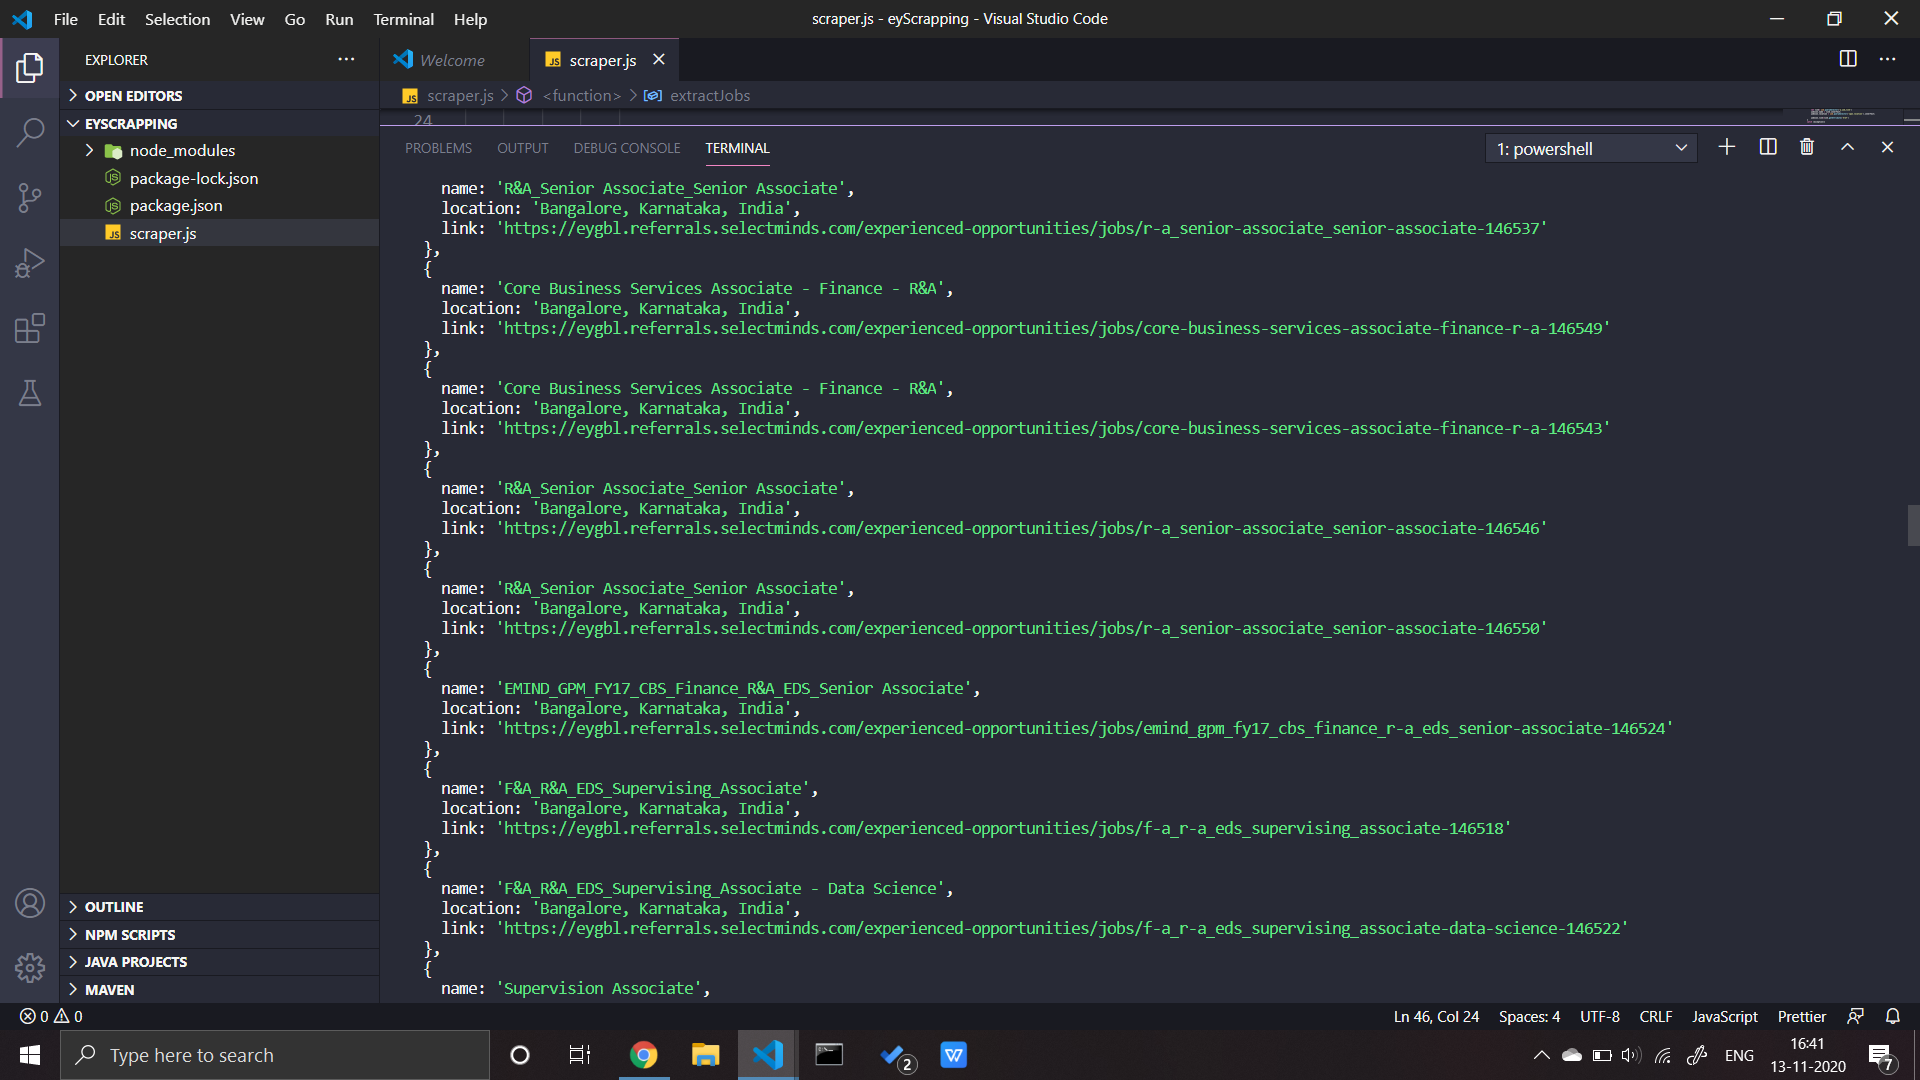 File Edit Selection View Go Run Terminal Help
scraper.js - eyScrapping - Visual Studio Code
EXPLORER
Welcome
scraper.js
OPEN EDITORS
EYSCRAPPING
node_modules
package-lock.json
package.json
scraper.js
OUTLINE
NPM SCRIPTS
JAVA PROJECTS
MAVEN
scraper.js > <function> > extractJobs
24
PROBLEMS OUTPUT DEBUG CONSOLE TERMINAL
1: powershell
name: 'R&A_Senior Associate_Senior Associate',
location: 'Bangalore, Karnataka, India',
link: 'https://eygbl.referrals.selectminds.com/experienced-opportunities/jobs/r-a_senior-associate_senior-associate-146537'
},
{
name: 'Core Business Services Associate - Finance - R&A',
location: 'Bangalore, Karnataka, India',
link: 'https://eygbl.referrals.selectminds.com/experienced-opportunities/jobs/core-business-services-associate-finance-r-a-146549'
},
{
name: 'Core Business Services Associate - Finance - R&A',
location: 'Bangalore, Karnataka, India',
link: 'https://eygbl.referrals.selectminds.com/experienced-opportunities/jobs/core-business-services-associate-finance-r-a-146543'
},
{
name: 'R&A_Senior Associate_Senior Associate',
location: 'Bangalore, Karnataka, India',
link: 'https://eygbl.referrals.selectminds.com/experienced-opportunities/jobs/r-a_senior-associate_senior-associate-146546'
},
{
name: 'R&A_Senior Associate_Senior Associate',
location: 'Bangalore, Karnataka, India',
link: 'https://eygbl.referrals.selectminds.com/experienced-opportunities/jobs/r-a_senior-associate_senior-associate-146550'
},
{
name: 'EMIND_GPM_FY17_CBS_Finance_R&A_EDS_Senior Associate',
location: 'Bangalore, Karnataka, India',
link: 'https://eygbl.referrals.selectminds.com/experienced-opportunities/jobs/emind_gpm_fy17_cbs_finance_r-a_eds_senior-associate-146524'
},
{
name: 'F&A_R&A_EDS_Supervising_Associate',
location: 'Bangalore, Karnataka, India',
link: 'https://eygbl.referrals.selectminds.com/experienced-opportunities/jobs/f-a_r-a_eds_supervising_associate-146518'
},
{
name: 'F&A_R&A_EDS_Supervising_Associate - Data Science',
location: 'Bangalore, Karnataka, India',
link: 'https://eygbl.referrals.selectminds.com/experienced-opportunities/jobs/f-a_r-a_eds_supervising_associate-data-science-146522'
},
{
name: 'Supervision Associate',
0 0
Ln 46, Col 24 Spaces: 4 UTF-8 CRLF JavaScript Prettier
Type here to search
2
ENG
16:41
13-11-2020
7